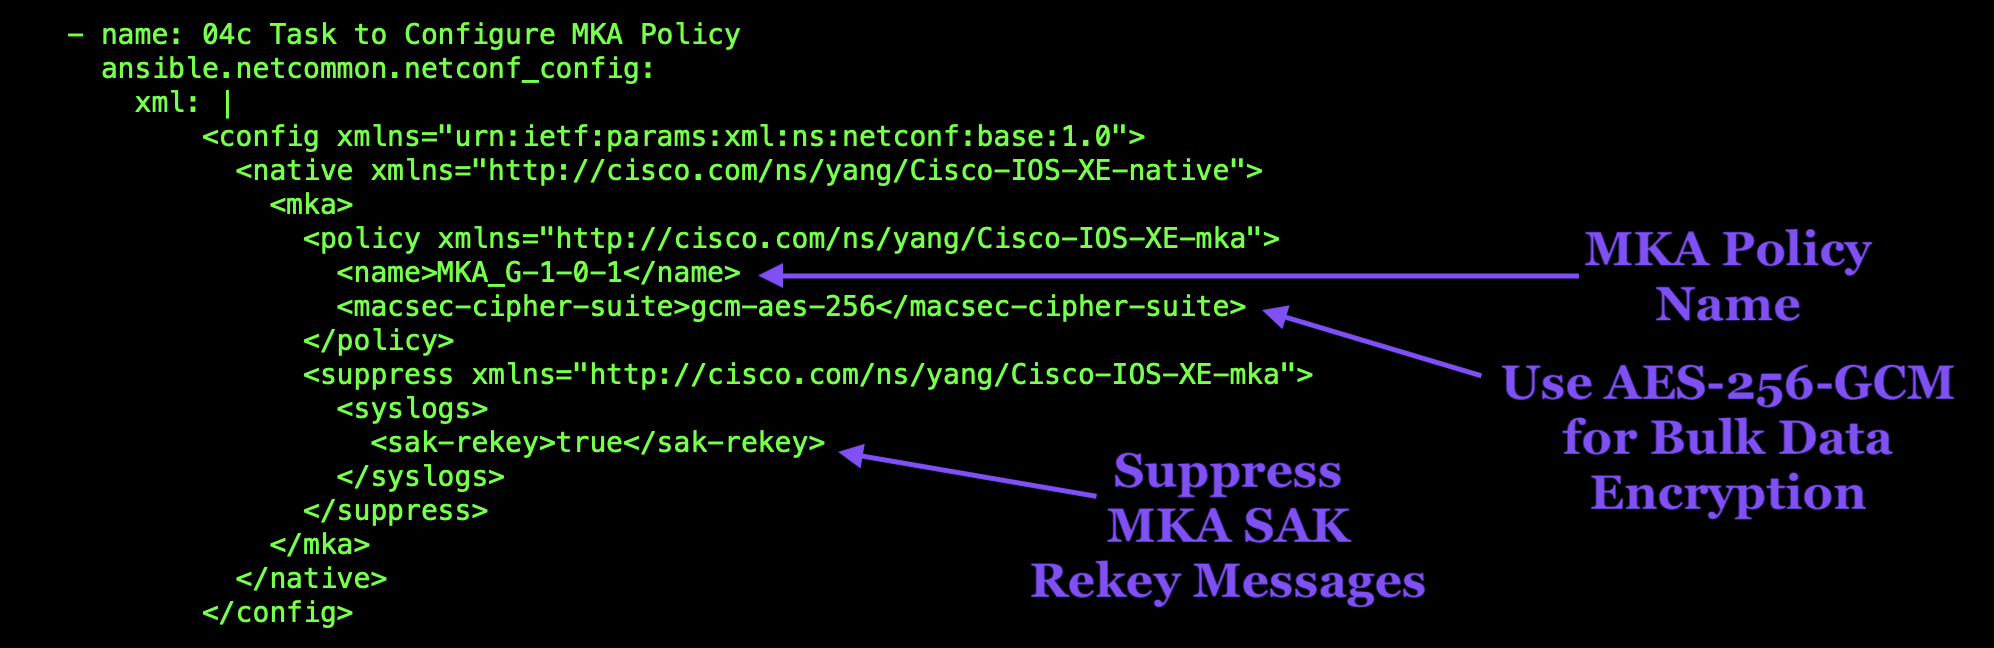 - name: 04c Task to Configure MKA Policy
ansible.netcommon.netconf_config:
xml: |
<config xmlns="urn:ietf:params:xml:ns:netconf:base:1.0">
<native xmlns="http://cisco.com/ns/yang/Cisco-IOS-XE-native">
<mka>
<policy xmlns="http://cisco.com/ns/yang/Cisco-IOS-XE-mka">
<name>MKA_G-1-0-1</name>
<macsec-cipher-suite>gcm-aes-256</macsec-cipher-suite>
</policy>
<suppress xmlns="http://cisco.com/ns/yang/Cisco-IOS-XE-mka">
<syslogs>
<sak-rekey>true</sak-rekey>
</syslogs>
</suppress>
</mka>
</native>
</config>
MKA Policy
Name
Use AES-256-GCM
for Bulk Data
Encryption
Suppress
MKA SAK
Rekey Messages